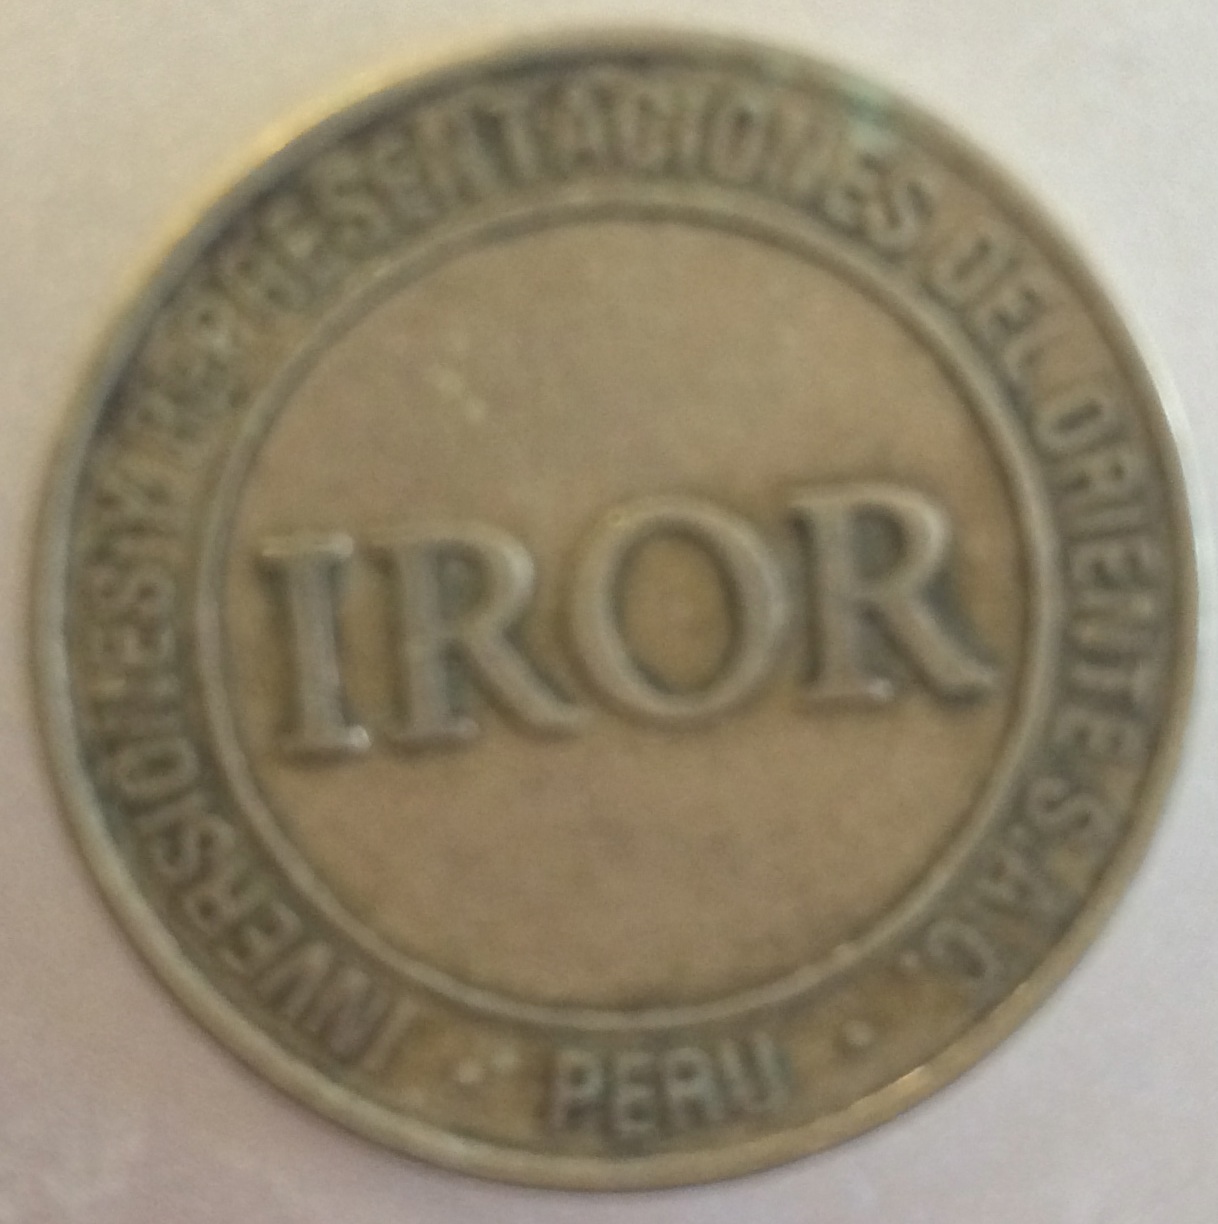 INVERSIONES Y REPRESENTACIONES DEL ORIENTE S.A.C.
IROR
· PERU ·